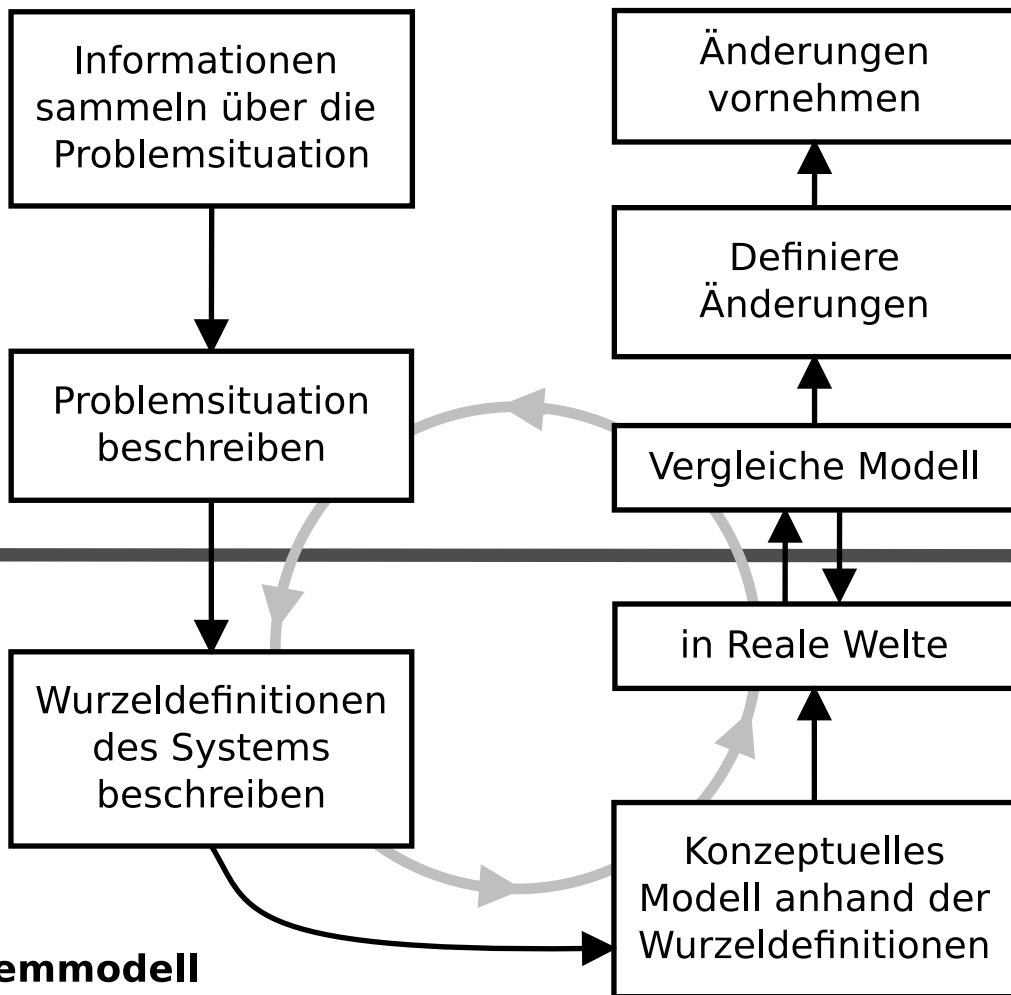 Informationen
sammeln über die
Problemsituation
Problemsituation
beschreiben
Wurzeldefinitionen
des Systems
beschreiben
Konzeptuelles
Modell anhand der
Wurzeldefinitionen
in Reale Welte
Vergleiche Modell
Definiere
Änderungen
Änderungen
vornehmen
emmodell